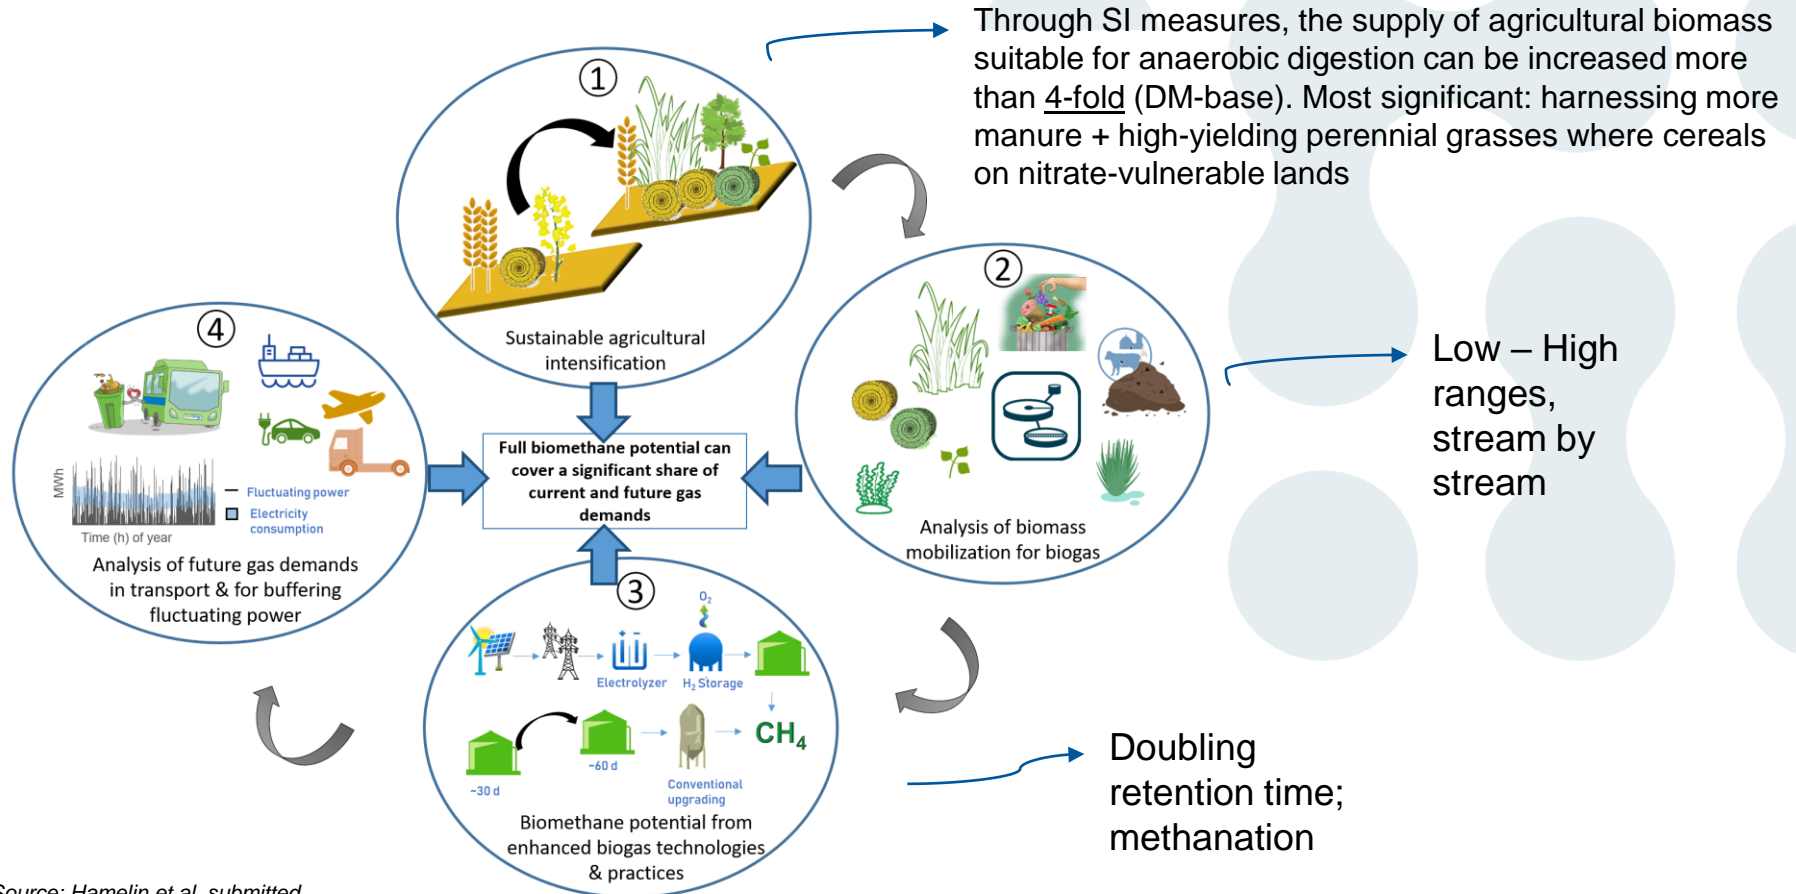 Through SI measures, the supply of agricultural biomass
suitable for anaerobic digestion can be increased more
than 4-fold (DM-base). Most significant: harnessing more
manure + high-yielding perennial grasses where cereals
on nitrate-vulnerable lands
①
Sustainable agricultural
intensification
②
Analysis of biomass
mobilization for biogas
Low – High
ranges,
stream by
stream
④
MWh
Fluctuating power
Electricity
consumption
Time (h) of year
Analysis of future gas demands
in transport & for buffering
fluctuating power
Full biomethane potential can
cover a significant share of
current and future gas
demands
③
O₂
Electrolyzer
H₂ Storage
CH₄
~60 d
~30 d
Conventional
upgrading
Biomethane potential from
enhanced biogas technologies
& practices
Doubling
retention time;
methanation
Source: Hamelin et al, submitted